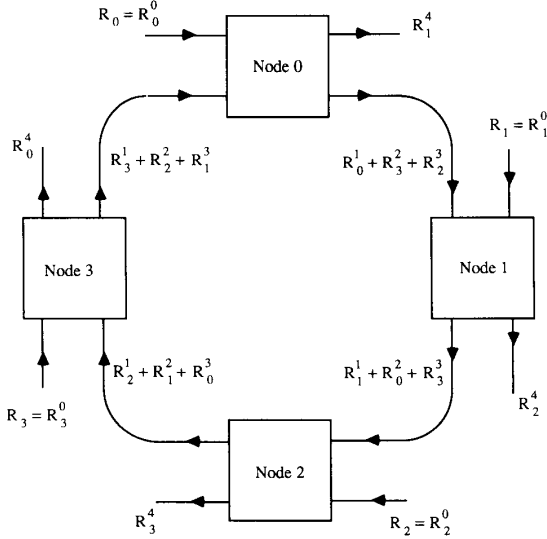 R_0 = R_0^0
R_1^4
Node 0
R_0^4
R_3^1 + R_2^2 + R_1^3
R_0^1 + R_3^2 + R_2^3
R_1 = R_1^0
Node 3
Node 1
R_2^1 + R_1^2 + R_0^3
R_1^1 + R_0^2 + R_3^3
R_3 = R_3^0
R_2^4
Node 2
R_3^4
R_2 = R_2^0